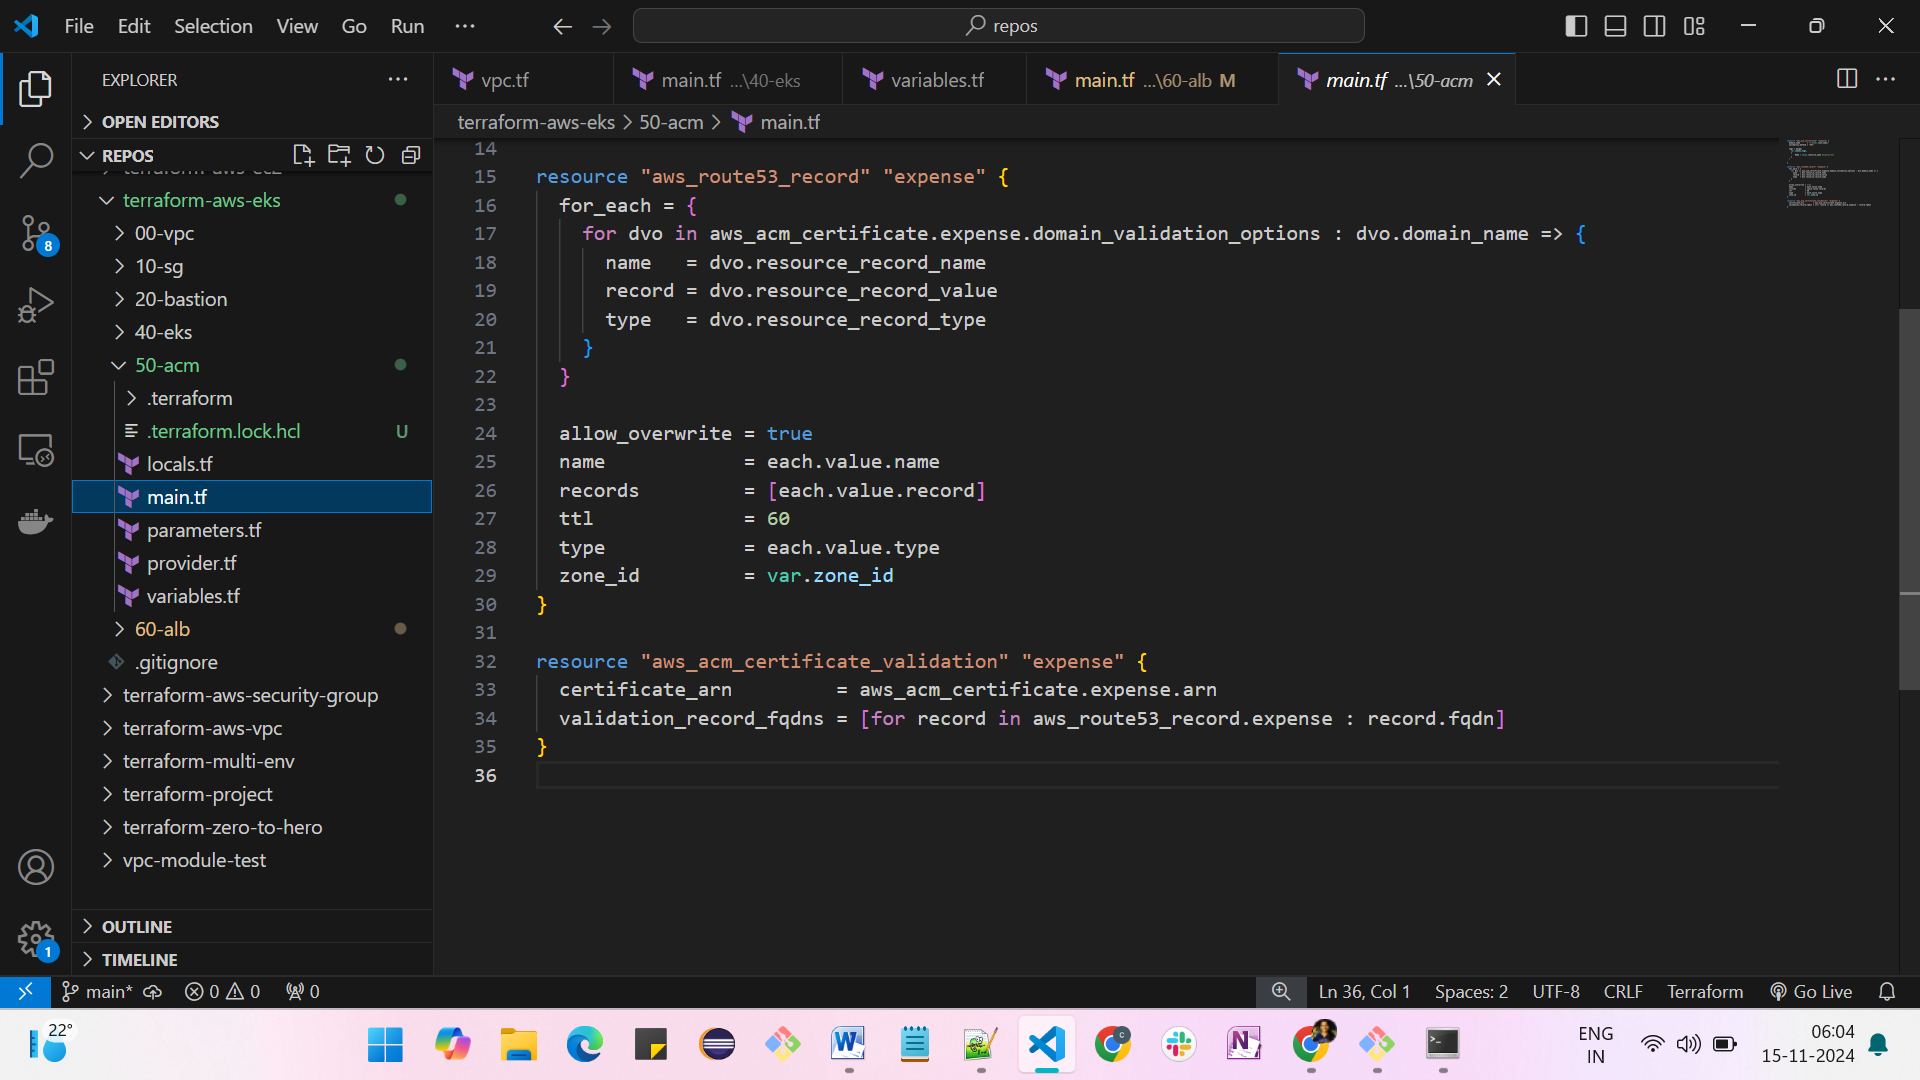 File Edit Selection View Go Run ···
repos
EXPLORER
vpc.tf
main.tf ...\40-eks
variables.tf
main.tf ...\60-alb M
main.tf ...\50-acm
OPEN EDITORS
terraform-aws-eks > 50-acm > main.tf
REPOS
terraform-aws-ec2
terraform-aws-eks
00-vpc
10-sg
20-bastion
40-eks
50-acm
.terraform
.terraform.lock.hcl U
locals.tf
main.tf
parameters.tf
provider.tf
variables.tf
60-alb
.gitignore
terraform-aws-security-group
terraform-aws-vpc
terraform-multi-env
terraform-project
terraform-zero-to-hero
vpc-module-test
OUTLINE
TIMELINE
8
1
14
15 resource "aws_route53_record" "expense" {
16 for_each = {
17 for dvo in aws_acm_certificate.expense.domain_validation_options : dvo.domain_name => {
18 name   = dvo.resource_record_name
19 record = dvo.resource_record_value
20 type   = dvo.resource_record_type
21 }
22 }
23
24 allow_overwrite = true
25 name            = each.value.name
26 records         = [each.value.record]
27 ttl             = 60
28 type            = each.value.type
29 zone_id         = var.zone_id
30 }
31
32 resource "aws_acm_certificate_validation" "expense" {
33 certificate_arn         = aws_acm_certificate.expense.arn
34 validation_record_fqdns = [for record in aws_route53_record.expense : record.fqdn]
35 }
36
main* 0 0 0
Ln 36, Col 1 Spaces: 2 UTF-8 CRLF Terraform Go Live
22°
ENG
IN
06:04
15-11-2024